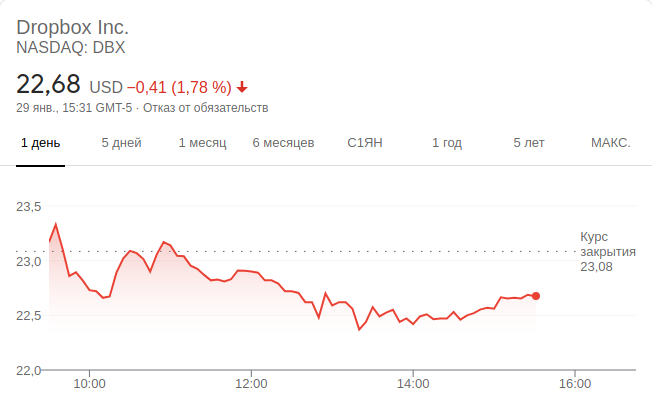 Dropbox Inc.
NASDAQ: DBX
22,68 USD −0,41 (1,78 %)
29 янв., 15:31 GMT-5 · Отказ от обязательств
1 день 5 дней 1 месяц 6 месяцев С1ЯН 1 год 5 лет МАКС.
23,5
Курс
закрытия
23,08
23,0
22,5
22,0
10:00 12:00 14:00 16:00